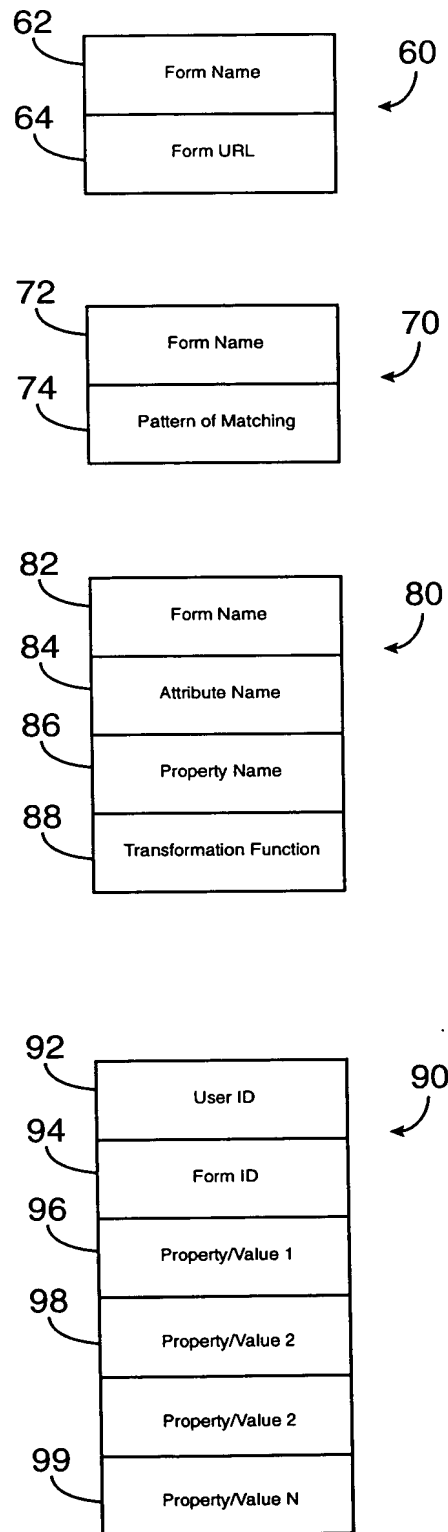 62
Form Name
60
64
Form URL
72
Form Name
70
74
Pattern of Matching
82
Form Name
80
84
Attribute Name
86
Property Name
88
Transformation Function
92
User ID
90
94
Form ID
96
Property/Value 1
98
Property/Value 2
Property/Value 2
99
Property/Value N